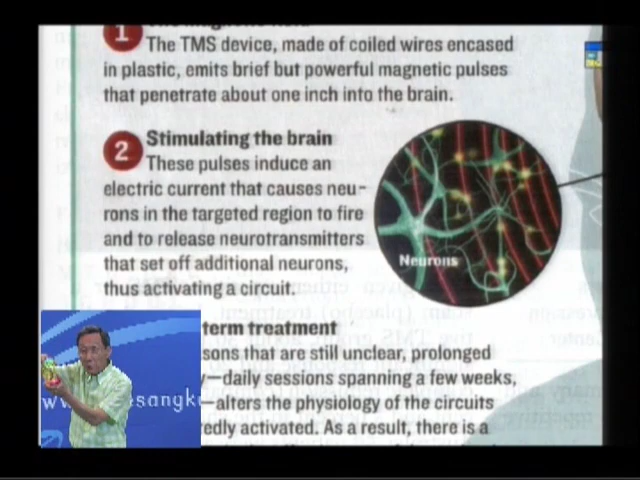 1
The TMS device, made of coiled wires encased
in plastic, emits brief but powerful magnetic pulses
that penetrate about one inch into the brain.
2 Stimulating the brain
These pulses induce an
electric current that causes neu-
rons in the targeted region to fire
and to release neurotransmitters
that set off additional neurons,
thus activating a circuit.
Neurons
term treatment
sons that are still unclear, prolonged
y—daily sessions spanning a few weeks,
—alters the physiology of the circuits
edly activated. As a result, there is a
esangk